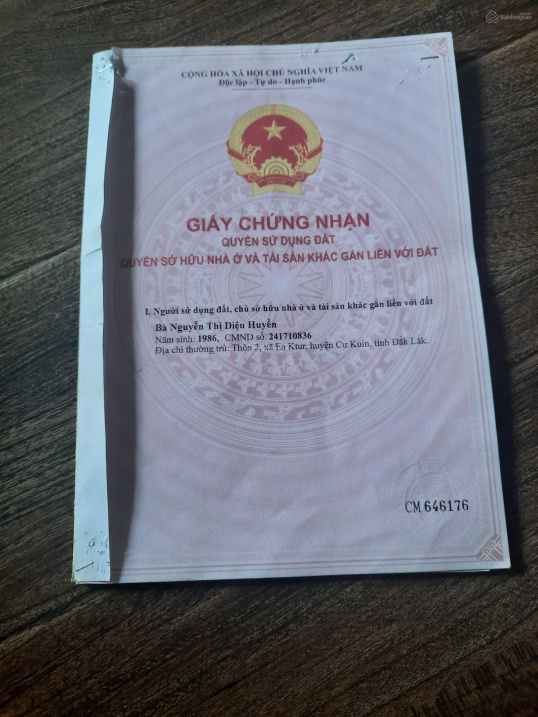 Batdongsan
CỘNG HÒA XÃ HỘI CHỦ NGHĨA VIỆT NAM
Độc lập - Tự do - Hạnh phúc
GIẤY CHỨNG NHẬN
QUYỀN SỬ DỤNG ĐẤT
QUYỀN SỞ HỮU NHÀ Ở VÀ TÀI SẢN KHÁC GẮN LIỀN VỚI ĐẤT
I. Người sử dụng đất, chủ sở hữu nhà ở và tài sản khác gắn liền với đất
Bà Nguyễn Thị Diệu Huyền
Năm sinh: 1986, CMND số: 241710836
Địa chỉ thường trú: Thôn 2, xã Ea Ktur, huyện Cư Kuin, tỉnh Đắk Lắk.
CM 646176